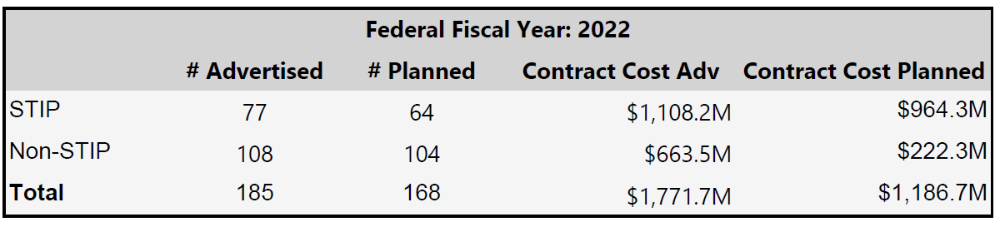 Federal Fiscal Year: 2022
# Advertised # Planned Contract Cost Adv Contract Cost Planned
STIP 77 64 $1,108.2M $964.3M
Non-STIP 108 104 $663.5M $222.3M
Total 185 168 $1,771.7M $1,186.7M